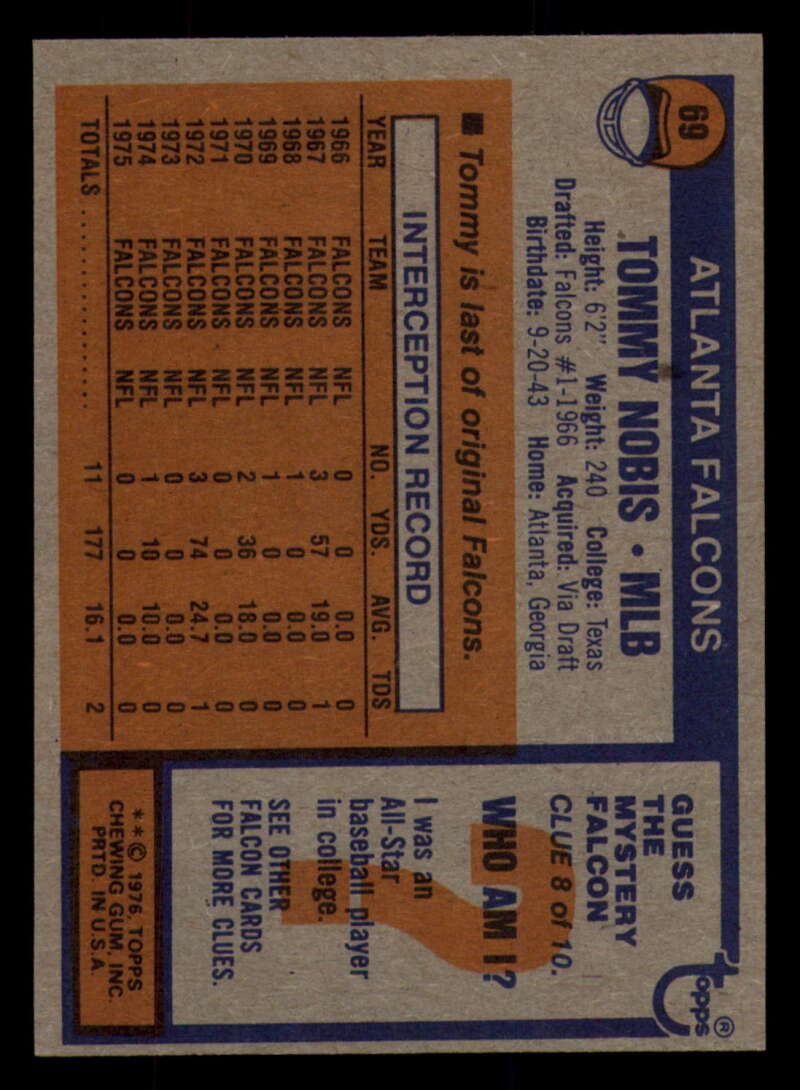 69
ATLANTA FALCONS
TOMMY NOBIS • MLB
Height: 6'2" Weight: 240 College: Texas
Drafted: Falcons #1-1966 Acquired: Via Draft
Birthdate: 9-20-43 Home: Atlanta, Georgia
■ Tommy is last of original Falcons.
INTERCEPTION RECORD
YEAR TEAM NO. YDS. AVG. TDS
1966 FALCONS NFL 0 0 0.0 0
1967 FALCONS NFL 3 57 19.0 1
1968 FALCONS NFL 1 0 0.0 0
1969 FALCONS NFL 1 0 0.0 0
1970 FALCONS NFL 2 36 18.0 0
1971 FALCONS NFL 0 0 0.0 0
1972 FALCONS NFL 3 74 24.7 1
1973 FALCONS NFL 0 0 0.0 0
1974 FALCONS NFL 1 10 10.0 0
1975 FALCONS NFL 0 0 0.0 0
TOTALS .................. 11 177 16.1 2
topps®
GUESS
THE
MYSTERY
FALCON
CLUE 8 of 10.
WHO AM I?
?
I was an
All-Star
baseball player
in college.
SEE OTHER
FALCON CARDS
FOR MORE CLUES.
**© 1976, TOPPS
CHEWING GUM, INC.
PRTD. IN U.S.A.